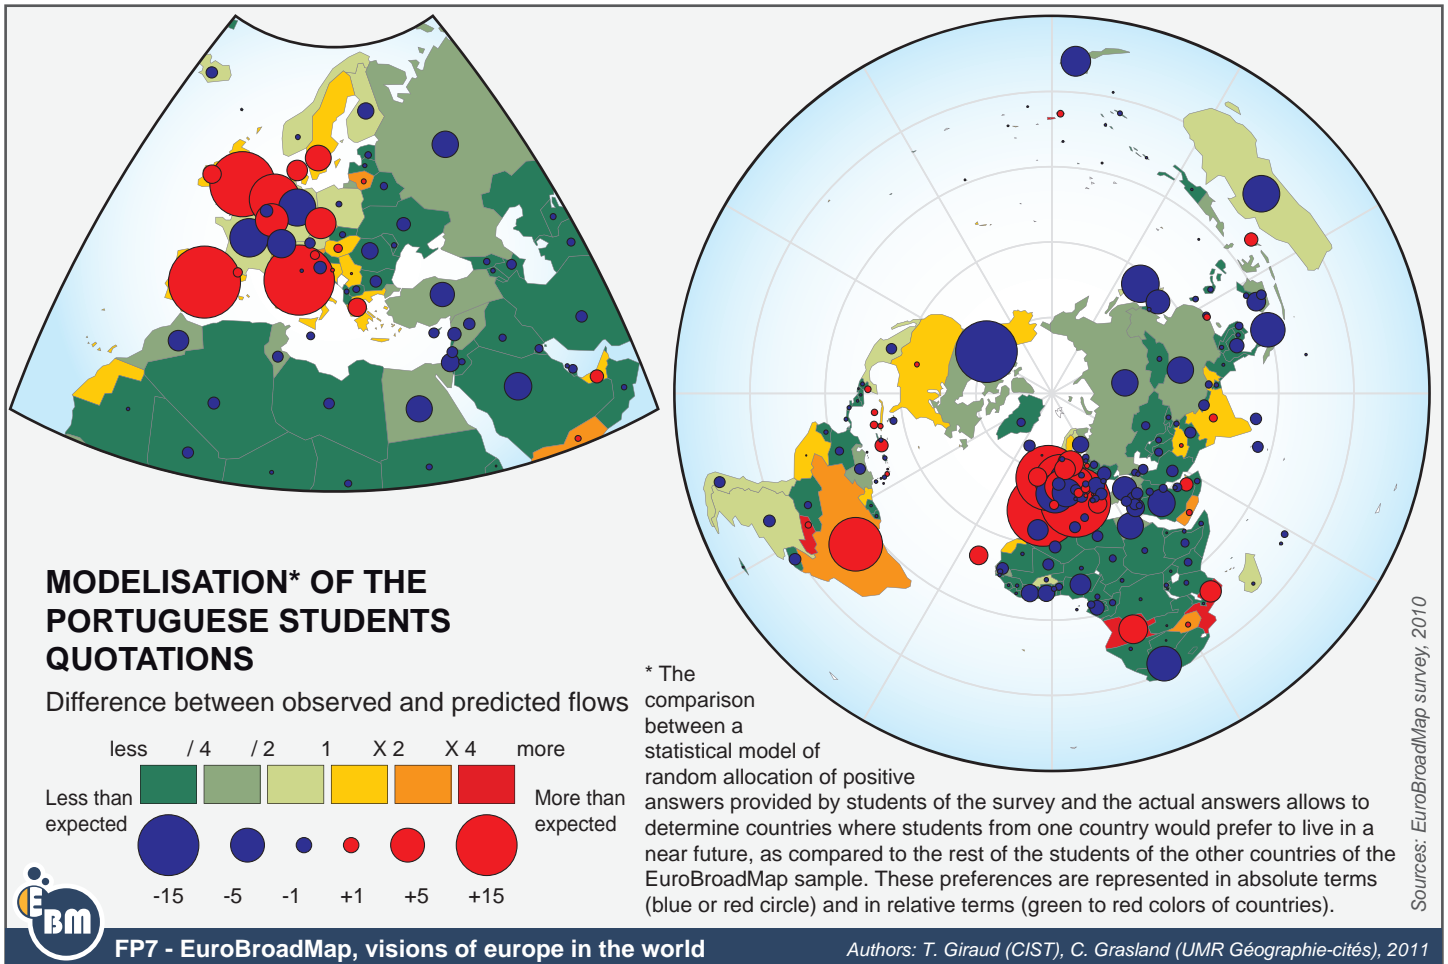 MODELISATION* OF THE
PORTUGUESE STUDENTS
QUOTATIONS
Difference between observed and predicted flows
less / 4 / 2 1 X 2 X 4 more
Less than
expected
More than
expected
-15 -5 -1 +1 +5 +15
* The
comparison
between a
statistical model of
random allocation of positive
answers provided by students of the survey and the actual answers allows to
determine countries where students from one country would prefer to live in a
near future, as compared to the rest of the students of the other countries of the
EuroBroadMap sample. These preferences are represented in absolute terms
(blue or red circle) and in relative terms (green to red colors of countries).
Sources: EuroBroadMap survey, 2010
EBM
FP7 - EuroBroadMap, visions of europe in the world
Authors: T. Giraud (CIST), C. Grasland (UMR Géographie-cités), 2011